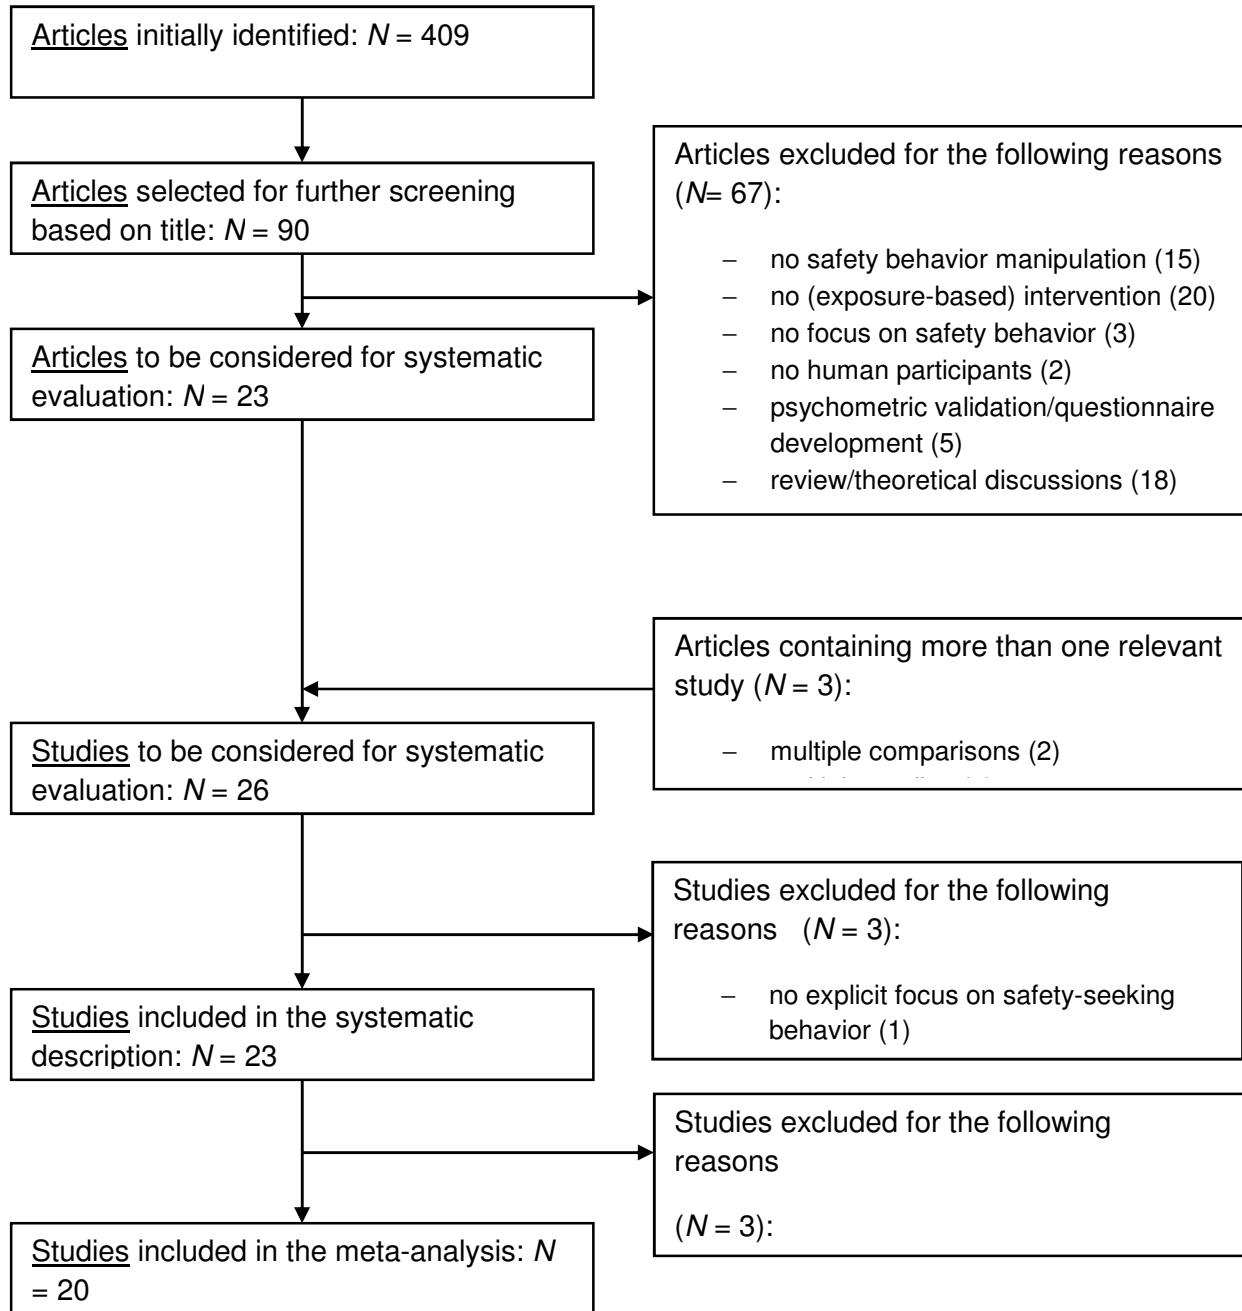 Articles initially identified: N = 409
Articles selected for further screening
based on title: N = 90
Articles excluded for the following reasons
(N= 67):
– no safety behavior manipulation (15)
– no (exposure-based) intervention (20)
– no focus on safety behavior (3)
– no human participants (2)
– psychometric validation/questionnaire
development (5)
– review/theoretical discussions (18)
Articles to be considered for systematic
evaluation: N = 23
Articles containing more than one relevant
study (N = 3):
– multiple comparisons (2)
Studies to be considered for systematic
evaluation: N = 26
Studies excluded for the following
reasons (N = 3):
– no explicit focus on safety-seeking
behavior (1)
Studies included in the systematic
description: N = 23
Studies excluded for the following
reasons
(N = 3):
Studies included in the meta-analysis: N
= 20